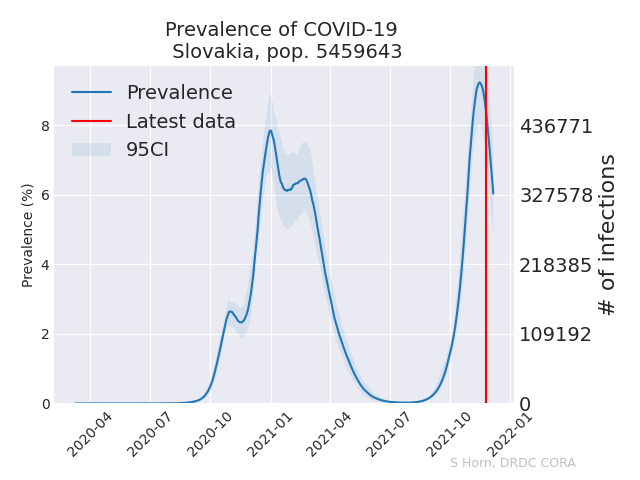 Prevalence of COVID-19
Slovakia, pop. 5459643
Prevalence
Latest data
95CI
Prevalence (%)
8
6
4
2
0
436771
327578
218385
109192
0
# of infections
2020-04
2020-07
2020-10
2021-01
2021-04
2021-07
2021-10
2022-01
S Horn, DRDC CORA